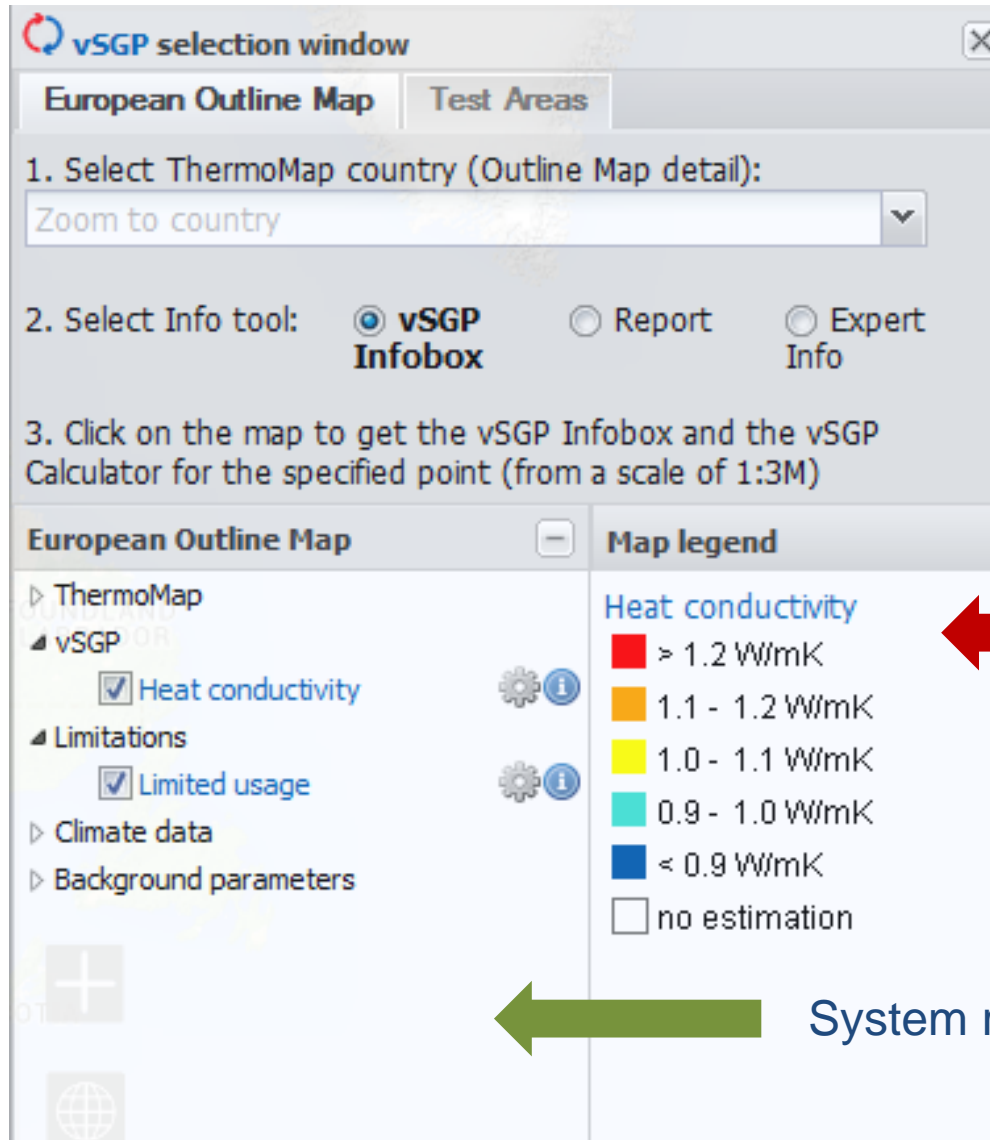 vSGP selection window
European Outline Map Test Areas
1. Select ThermoMap country (Outline Map detail):
Zoom to country
2. Select Info tool: vSGP Infobox Report Expert Info
3. Click on the map to get the vSGP Infobox and the vSGP
Calculator for the specified point (from a scale of 1:3M)
European Outline Map
ThermoMap
vSGP
Heat conductivity
Limitations
Limited usage
Climate data
Background parameters
Map legend
Heat conductivity
> 1.2 W/mK
1.1 - 1.2 W/mK
1.0 - 1.1 W/mK
0.9 - 1.0 W/mK
< 0.9 W/mK
no estimation
System